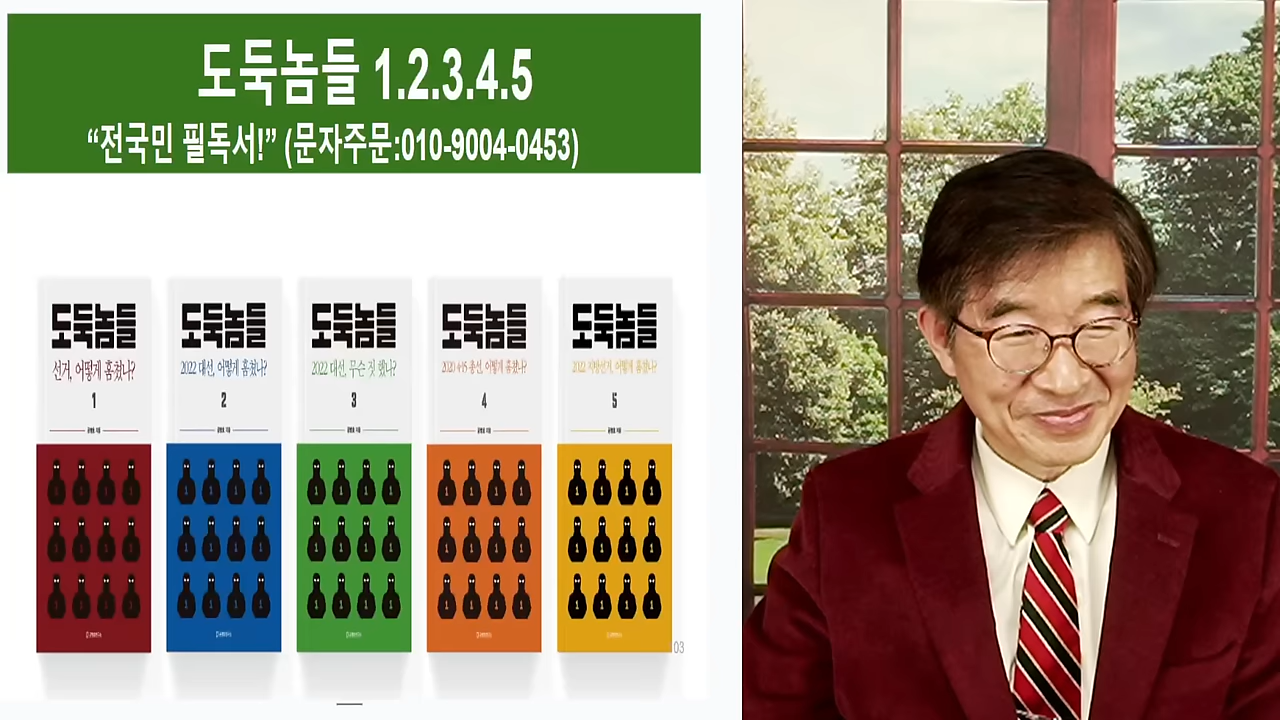 도둑놈들 1.2.3.4.5
“전국민 필독서!” (문자주문:010-9004-0453)
도둑놈들
선거, 어떻게 훔쳤나?
1
도둑놈들
2022 대선, 어떻게 훔쳤나?
2
도둑놈들
2022 대선, 무슨 짓 했나?
3
도둑놈들
2020 4·15 총선, 어떻게 훔쳤나?
4
도둑놈들
2022 지방선거, 어떻게 훔쳤나?
5
03